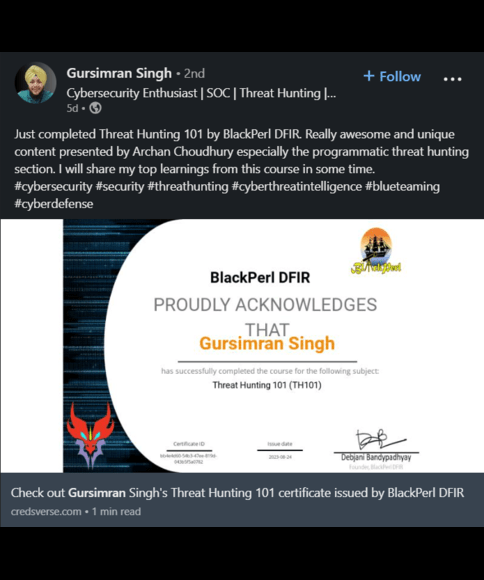 Gursimran Singh • 2nd
+ Follow
...
Cybersecurity Enthusiast | SOC | Threat Hunting |...
5d •
Just completed Threat Hunting 101 by BlackPerl DFIR. Really awesome and unique
content presented by Archan Choudhury especially the programmatic threat hunting
section. I will share my top learnings from this course in some time.
#cybersecurity #security #threathunting #cyberthreatintelligence #blueteaming
#cyberdefense
BlackPerl
BlackPerl DFIR
PROUDLY ACKNOWLEDGES
THAT
Gursimran Singh
has successfully completed the course for the following subject:
Threat Hunting 101 (TH101)
Certificate ID
Issue date
2023-08-24
Debjani Bandypadhyay
Founder, BlackPerl DFIR
Check out Gursimran Singh's Threat Hunting 101 certificate issued by BlackPerl DFIR
credsverse.com • 1 min read